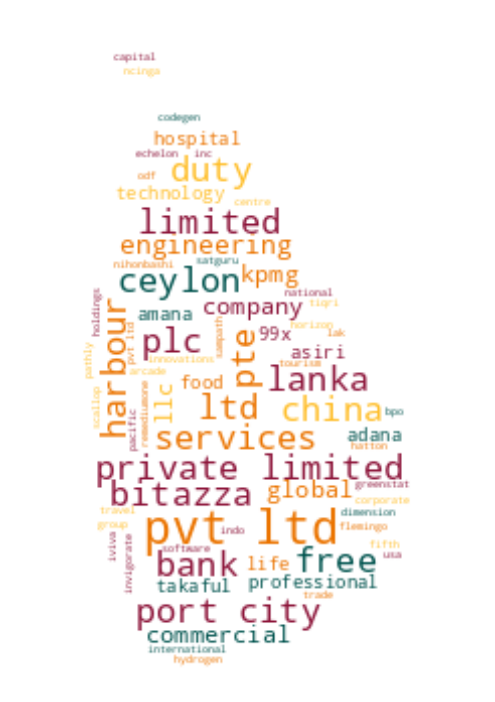 capital
ncinga
codegen
hospital
echelon inc
odf duty
technology
centre
limited
engineering
satguru
nihonbashi
ceylon kpmg
national
holdings
harbour
pvt ltd
amana company tiqri
sampath
horizon
plc pte 99x lak
asiri
innovations tourism
pathly
arcade
food lanka
scallop
pacific
remediumone
llc ltd china bpo
services adana
hatton
private limited
bitazza global greenstat
corporate
travel dimension
group pvt ltd flemingo
indo
iviva
invigorate
software fifth
bank life free usa
takaful professional
trade
port city
commercial
international
hydrogen